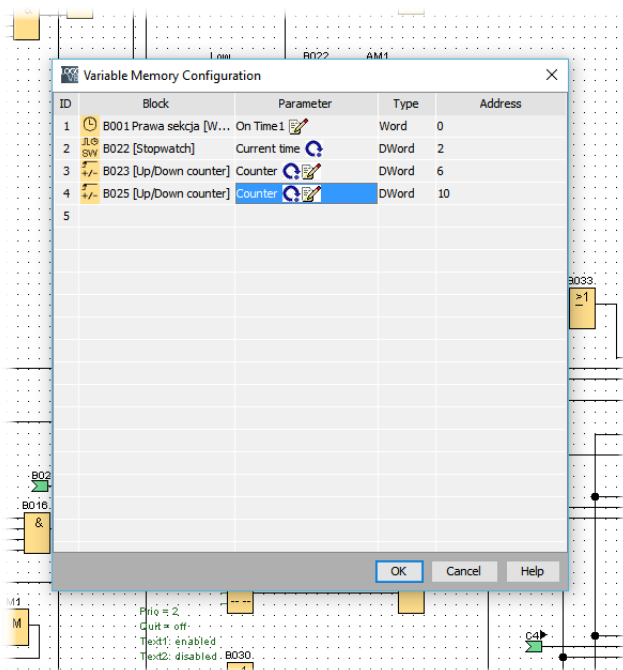 Low
B022
AM1
Variable Memory Configuration
ID Block Parameter Type Address
1 B001 Prawa sekcja [W... On Time1 Word 0
2 B022 [Stopwatch] Current time DWord 2
3 B023 [Up/Down counter] Counter DWord 6
4 B025 [Up/Down counter] Counter DWord 10
5
B033
≥1
B02
B016
&
OK Cancel Help
M1
M
Prio = 2
Quit = off
Text1: enabled
Text2: disabled
B030
C4